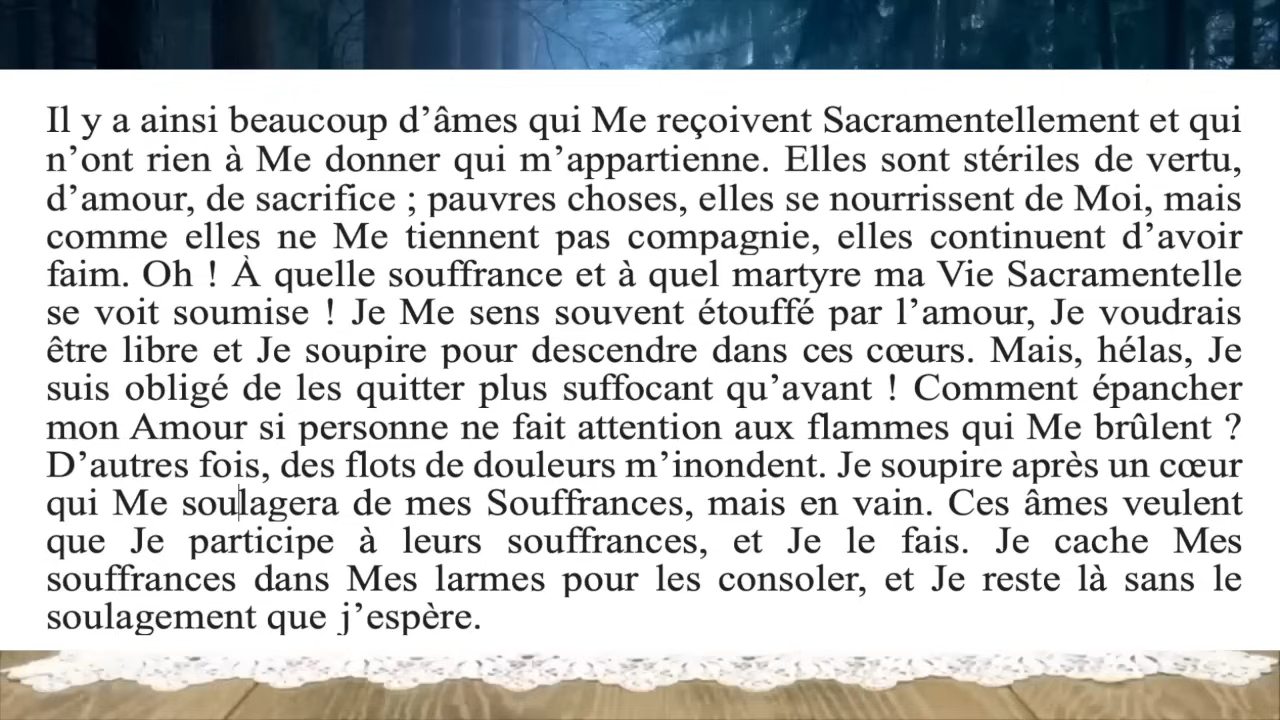 Il y a ainsi beaucoup d’âmes qui Me reçoivent Sacramentellement et qui
n’ont rien à Me donner qui m’appartienne. Elles sont stériles de vertu,
d’amour, de sacrifice ; pauvres choses, elles se nourrissent de Moi, mais
comme elles ne Me tiennent pas compagnie, elles continuent d’avoir
faim. Oh ! À quelle souffrance et à quel martyre ma Vie Sacramentelle
se voit soumise ! Je Me sens souvent étouffé par l’amour, Je voudrais
être libre et Je soupire pour descendre dans ces cœurs. Mais, hélas, Je
suis obligé de les quitter plus suffocant qu’avant ! Comment épancher
mon Amour si personne ne fait attention aux flammes qui Me brûlent ?
D’autres fois, des flots de douleurs m’inondent. Je soupire après un cœur
qui Me soulagera de mes Souffrances, mais en vain. Ces âmes veulent
que Je participe à leurs souffrances, et Je le fais. Je cache Mes
souffrances dans Mes larmes pour les consoler, et Je reste là sans le
soulagement que j’espère.